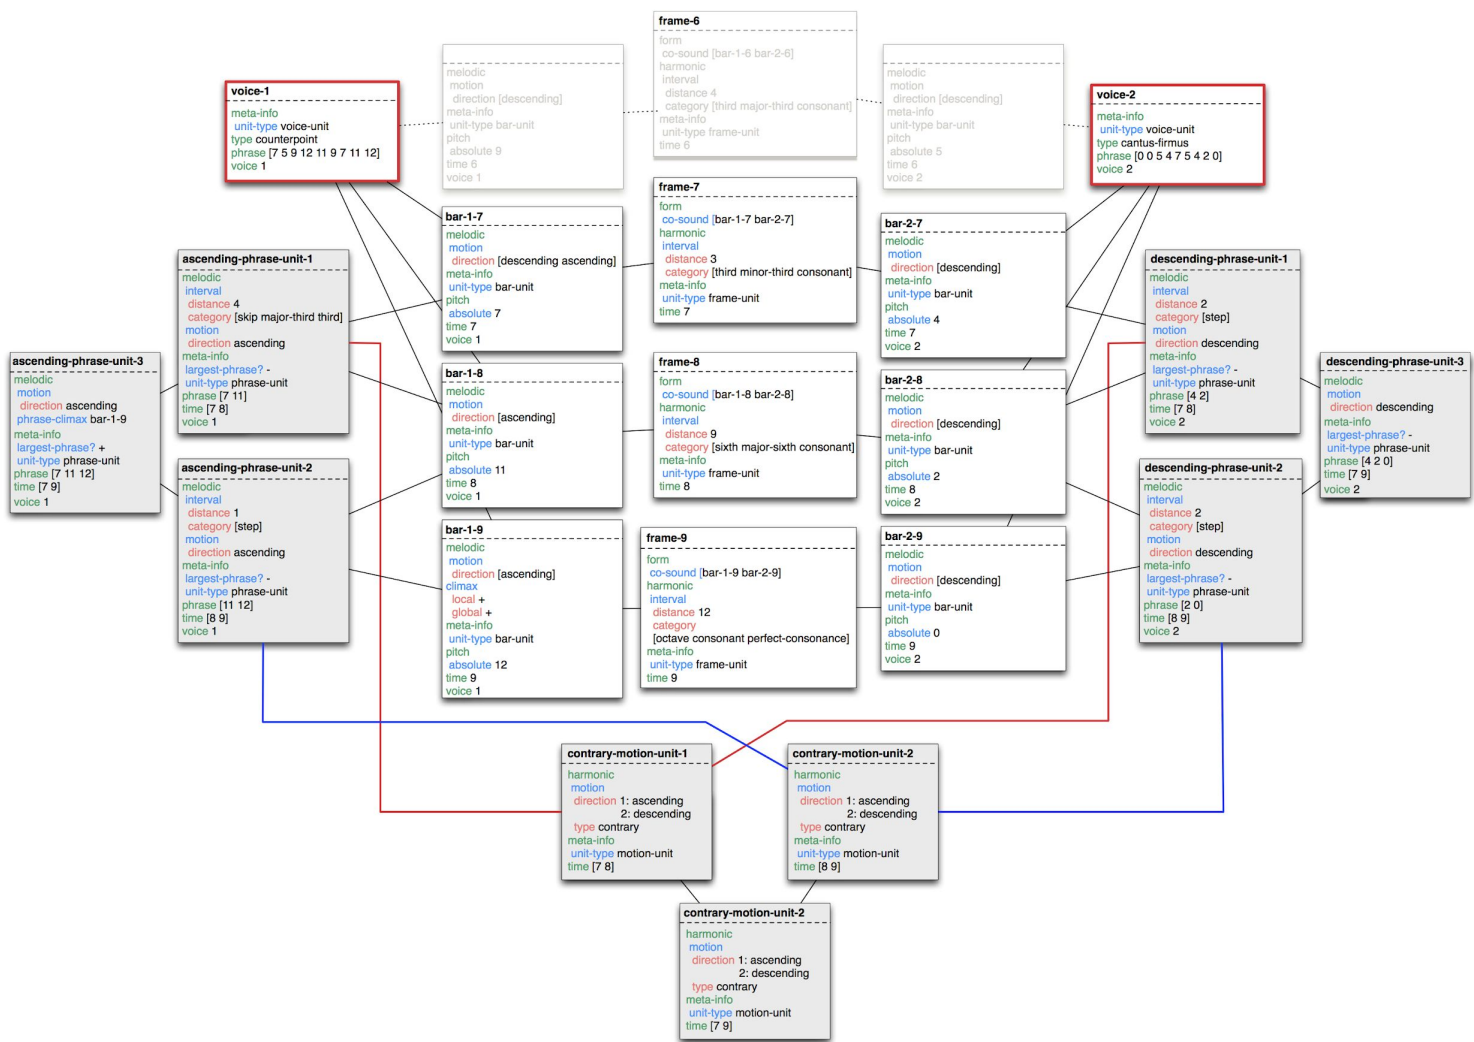 frame-6
form
co-sound [bar-1-6 bar-2-6]
harmonic
interval
distance 4
category [third major-third consonant]
meta-info
unit-type frame-unit
time 6
melodic
motion
direction [descending]
meta-info
unit-type bar-unit
pitch
absolute 9
time 6
voice 1
melodic
motion
direction [descending]
meta-info
unit-type bar-unit
pitch
absolute 5
time 6
voice 2
voice-1
meta-info
unit-type voice-unit
type counterpoint
phrase [7 5 9 12 11 9 7 11 12]
voice 1
voice-2
meta-info
unit-type voice-unit
type cantus-firmus
phrase [0 0 5 4 7 5 4 2 0]
voice 2
bar-1-7
melodic
motion
direction [descending ascending]
meta-info
unit-type bar-unit
pitch
absolute 7
time 7
voice 1
frame-7
form
co-sound [bar-1-7 bar-2-7]
harmonic
interval
distance 3
category [third minor-third consonant]
meta-info
unit-type frame-unit
time 7
bar-2-7
melodic
motion
direction [descending]
meta-info
unit-type bar-unit
pitch
absolute 4
time 7
voice 2
ascending-phrase-unit-1
melodic
interval
distance 4
category [skip major-third third]
motion
direction ascending
meta-info
largest-phrase? -
unit-type phrase-unit
phrase [7 11]
time [7 8]
voice 1
descending-phrase-unit-1
melodic
interval
distance 2
category [step]
motion
direction descending
meta-info
largest-phrase? -
unit-type phrase-unit
phrase [4 2]
time [7 8]
voice 2
ascending-phrase-unit-3
melodic
motion
direction ascending
phrase-climax bar-1-9
meta-info
largest-phrase? +
unit-type phrase-unit
phrase [7 11 12]
time [7 9]
voice 1
descending-phrase-unit-3
melodic
motion
direction descending
meta-info
largest-phrase? -
unit-type phrase-unit
phrase [4 2 0]
time [7 9]
voice 2
bar-1-8
melodic
motion
direction [ascending]
meta-info
unit-type bar-unit
pitch
absolute 11
time 8
voice 1
frame-8
form
co-sound [bar-1-8 bar-2-8]
harmonic
interval
distance 9
category [sixth major-sixth consonant]
meta-info
unit-type frame-unit
time 8
bar-2-8
melodic
motion
direction [descending]
meta-info
unit-type bar-unit
pitch
absolute 2
time 8
voice 2
ascending-phrase-unit-2
melodic
interval
distance 1
category [step]
motion
direction ascending
meta-info
largest-phrase? -
unit-type phrase-unit
phrase [11 12]
time [8 9]
voice 1
descending-phrase-unit-2
melodic
interval
distance 2
category [step]
motion
direction descending
meta-info
largest-phrase? -
unit-type phrase-unit
phrase [2 0]
time [8 9]
voice 2
bar-1-9
melodic
motion
direction [ascending]
climax
local +
global +
meta-info
unit-type bar-unit
pitch
absolute 12
time 9
voice 1
frame-9
form
co-sound [bar-1-9 bar-2-9]
harmonic
interval
distance 12
category
[octave consonant perfect-consonance]
meta-info
unit-type frame-unit
time 9
bar-2-9
melodic
motion
direction [descending]
meta-info
unit-type bar-unit
pitch
absolute 0
time 9
voice 2
contrary-motion-unit-1
harmonic
motion
direction 1: ascending
2: descending
type contrary
meta-info
unit-type motion-unit
time [7 8]
contrary-motion-unit-2
harmonic
motion
direction 1: ascending
2: descending
type contrary
meta-info
unit-type motion-unit
time [8 9]
contrary-motion-unit-2
harmonic
motion
direction 1: ascending
2: descending
type contrary
meta-info
unit-type motion-unit
time [7 9]